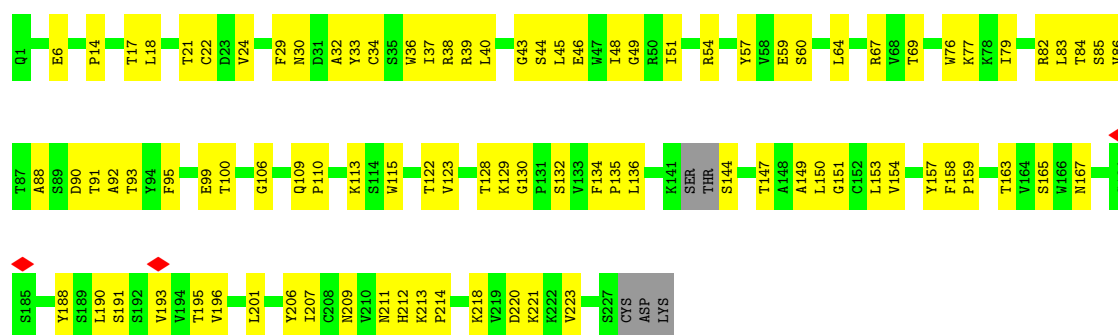 Q1 E6 P14 T17 L18 T21 C22 D23 V24 F29 N30 D31 A32 Y33 C34 S35 W36 I37 R38 R39 L40 G43 S44 L45 E46 W47 I48 G49 R50 I51 R54 Y57 V58 E59 S60 L64 R67 V68 T69 W76 K77 K78 I79 R82 L83 T84 S85 V86
T87 A88 S89 D90 T91 A92 T93 Y94 F95 E99 T100 G106 Q109 P110 K113 S114 W115 T122 V123 T128 K129 G130 P131 S132 V133 F134 P135 L136 K141 SER THR S144 T147 A148 A149 L150 G151 C152 L153 V154 Y157 F158 P159 T163 V164 S165 W166 N167
S185 Y188 S189 L190 S191 S192 V193 V194 T195 V196 L201 Y206 I207 C208 N209 V210 N211 H212 K213 P214 K218 V219 D220 K221 K222 V223 S227 CYS ASP LYS